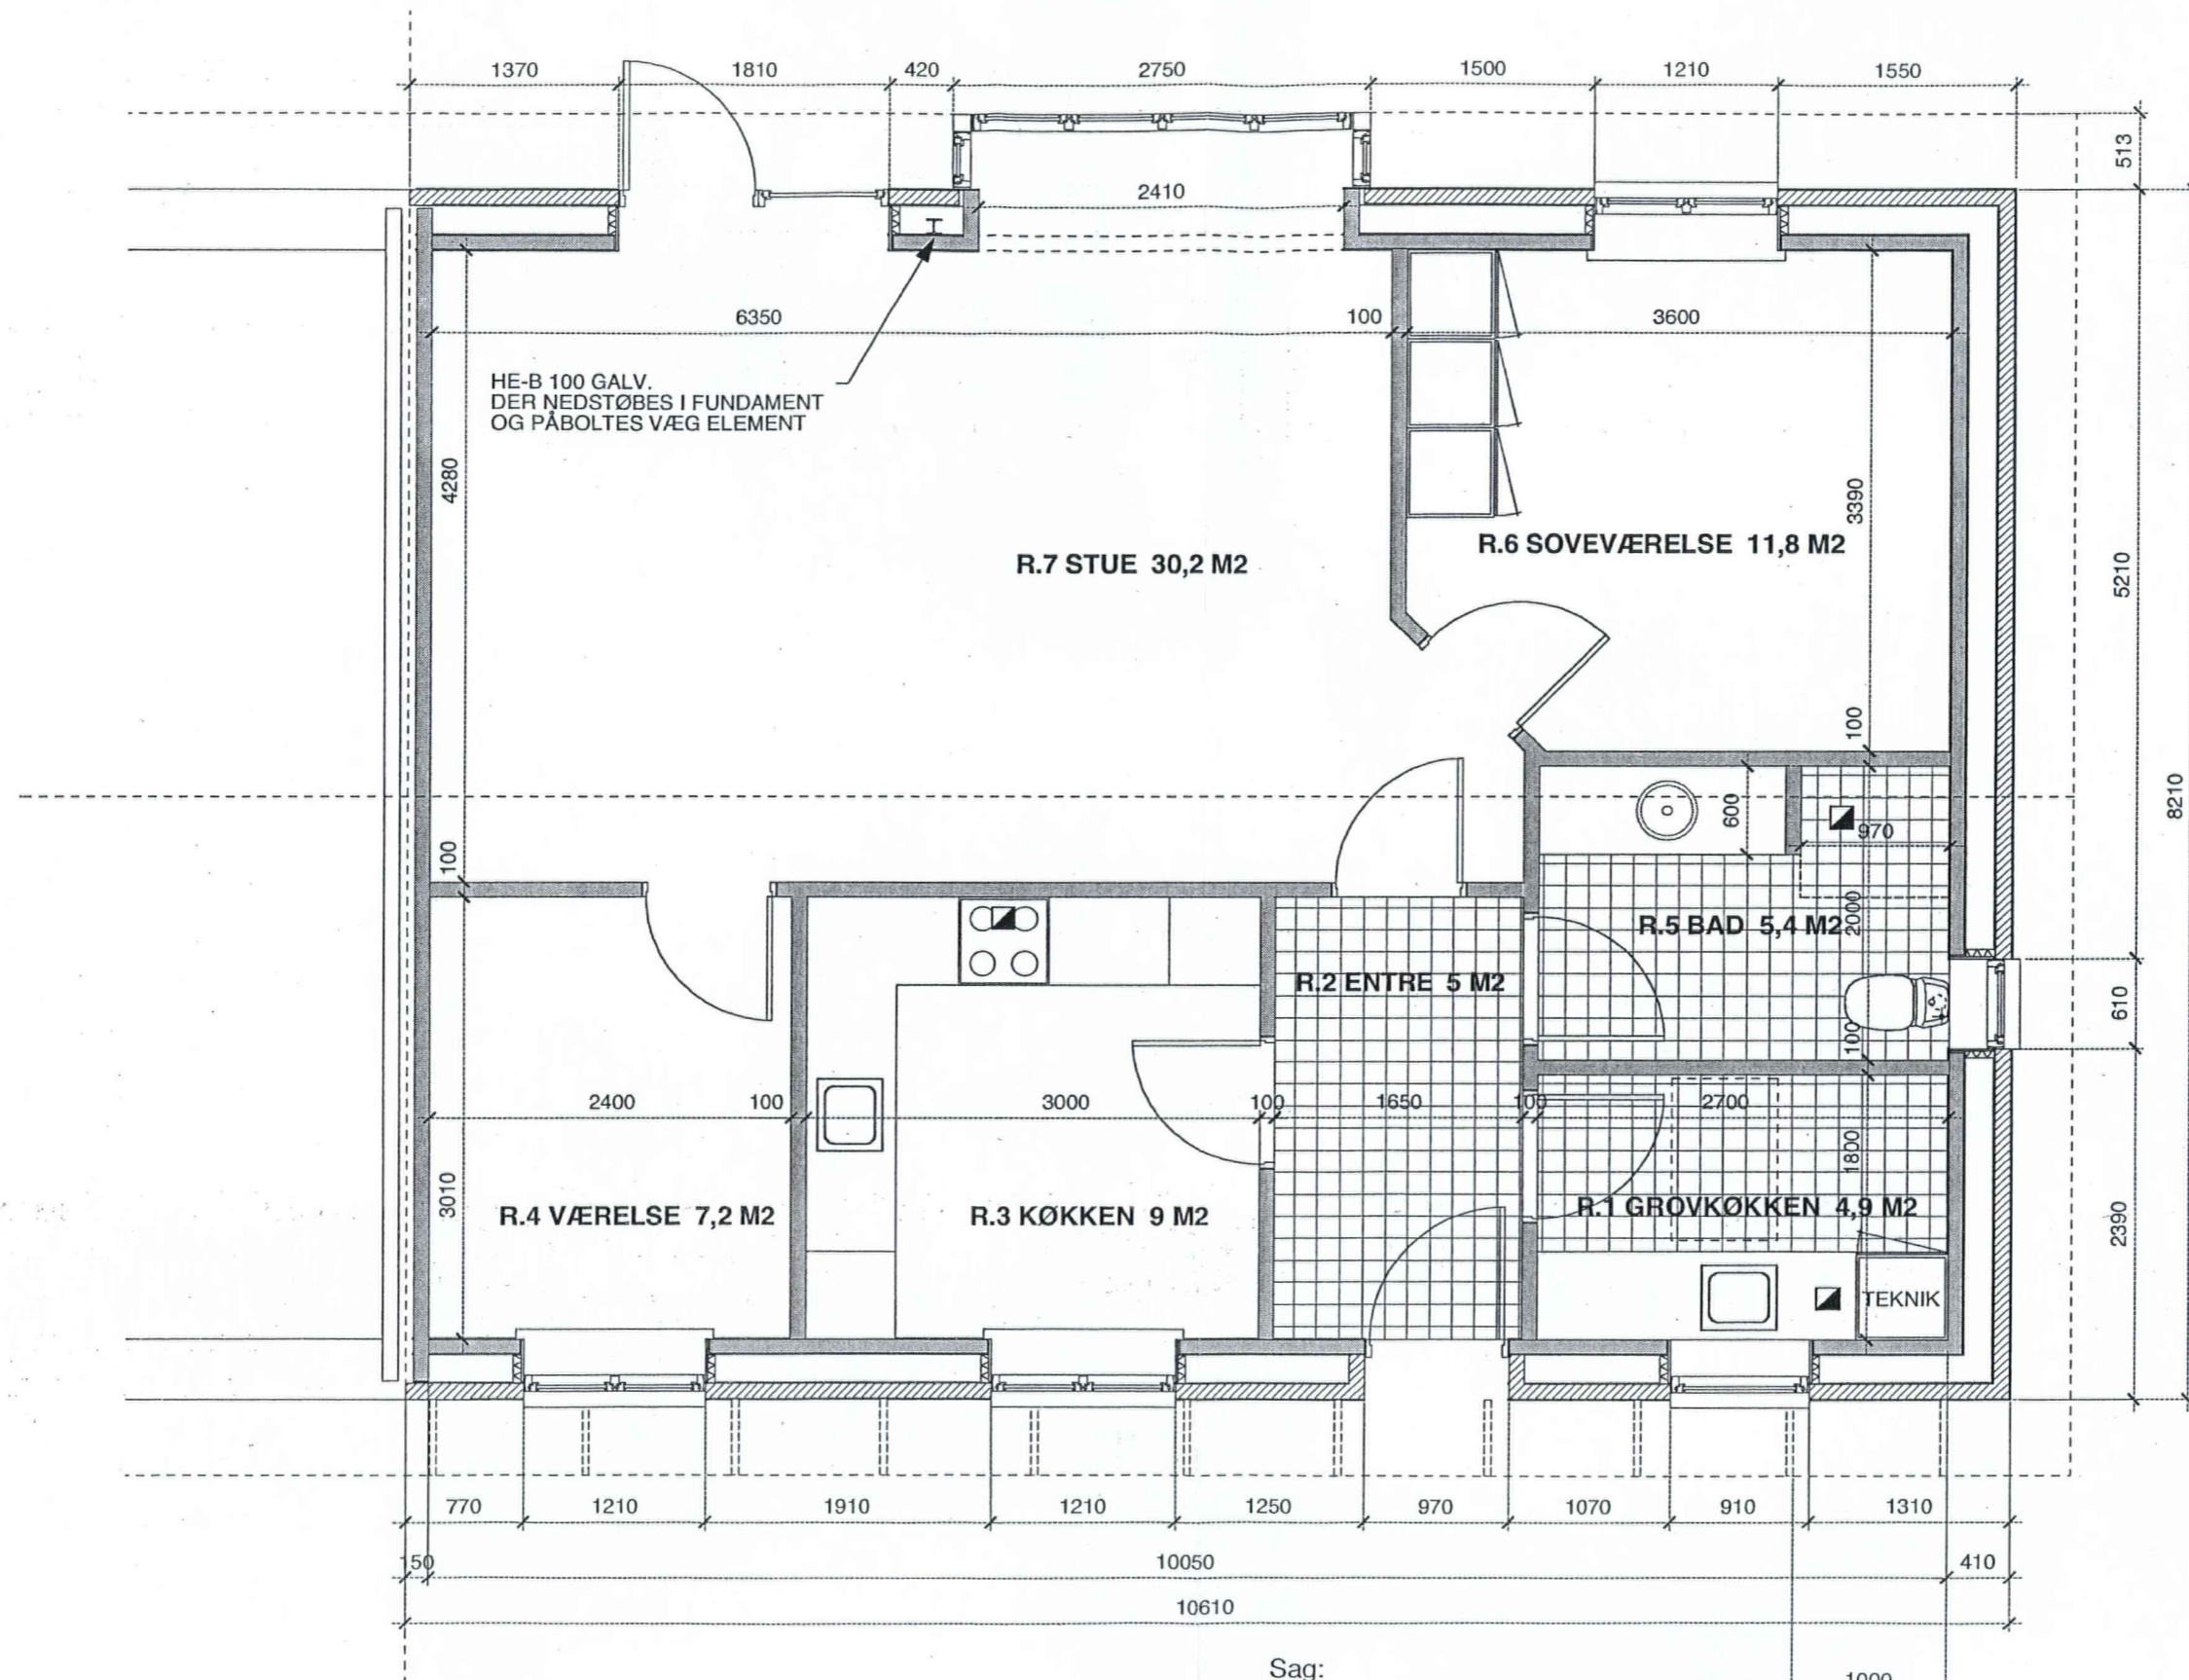 1370 1810 420 2750 1500 1210 1550
513
2410
6350 100 3600
HE-B 100 GALV.
DER NEDSTØBES I FUNDAMENT
OG PÅBOLTES VÆG ELEMENT
4280
3390
R.6 SOVEVÆRELSE 11,8 M2
R.7 STUE 30,2 M2
5210
100
8210
600
970
100
2000
R.5 BAD 5,4 M2
R.2 ENTRE 5 M2
610
100
2400 100 3000 100 1650 100 2700
1800
3010
R.4 VÆRELSE 7,2 M2
R.3 KØKKEN 9 M2
R.1 GROVKØKKEN 4,9 M2
2390
TEKNIK
770 1210 1910 1210 1250 970 1070 910 1310
150 10050 410
10610
Sag:
1000